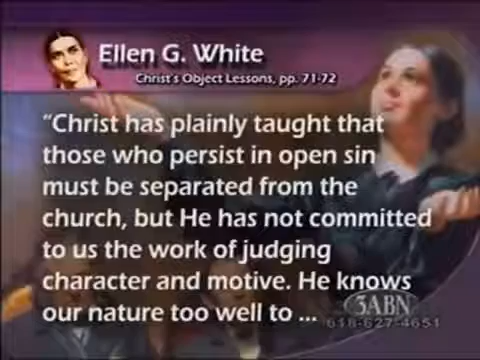 Ellen G. White
Christ's Object Lessons, pp. 71-72
“Christ has plainly taught that
those who persist in open sin
must be separated from the
church, but He has not committed
to us the work of judging
character and motive. He knows
our nature too well to ...
3ABN
618-627-4651